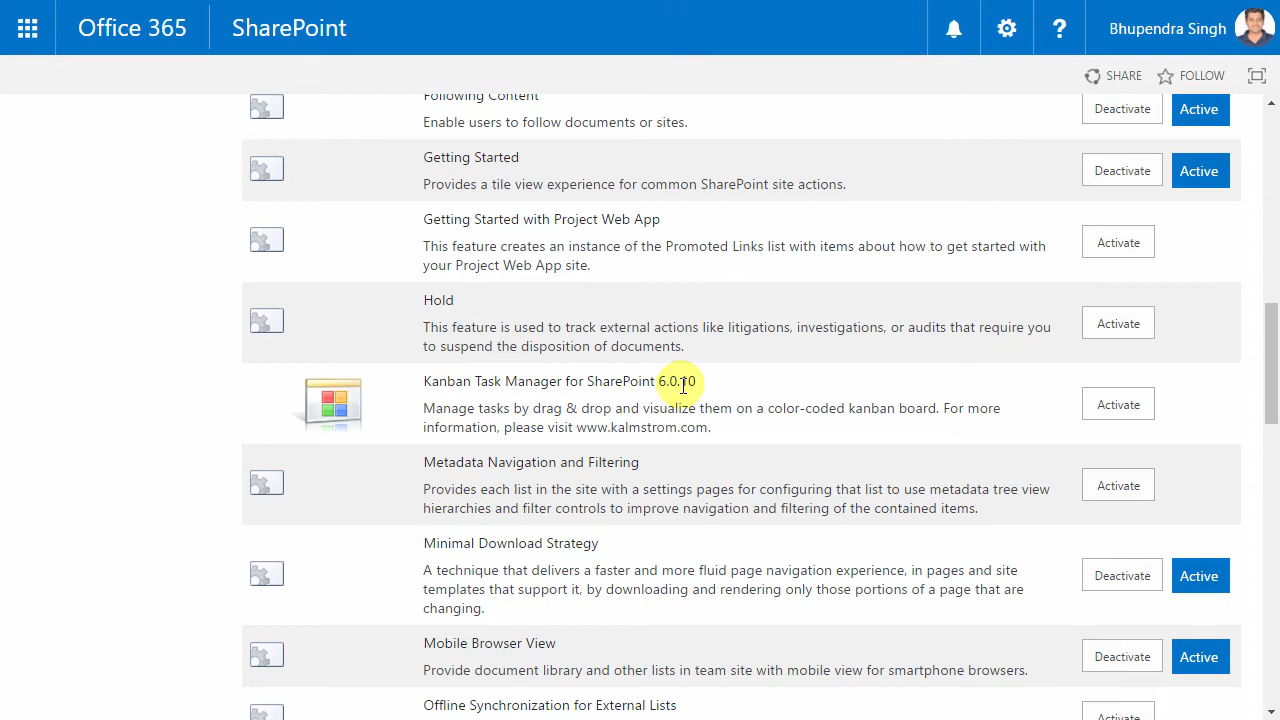 Office 365
SharePoint
Bhupendra Singh
SHARE
FOLLOW
Following Content
Enable users to follow documents or sites.
Deactivate
Active
Getting Started
Provides a tile view experience for common SharePoint site actions.
Deactivate
Active
Getting Started with Project Web App
This feature creates an instance of the Promoted Links list with items about how to get started with
your Project Web App site.
Activate
Hold
This feature is used to track external actions like litigations, investigations, or audits that require you
to suspend the disposition of documents.
Activate
Kanban Task Manager for SharePoint 6.0.10
Manage tasks by drag & drop and visualize them on a color-coded kanban board. For more
information, please visit www.kalmstrom.com.
Activate
Metadata Navigation and Filtering
Provides each list in the site with a settings pages for configuring that list to use metadata tree view
hierarchies and filter controls to improve navigation and filtering of the contained items.
Activate
Minimal Download Strategy
A technique that delivers a faster and more fluid page navigation experience, in pages and site
templates that support it, by downloading and rendering only those portions of a page that are
changing.
Deactivate
Active
Mobile Browser View
Provide document library and other lists in team site with mobile view for smartphone browsers.
Deactivate
Active
Offline Synchronization for External Lists
Activate